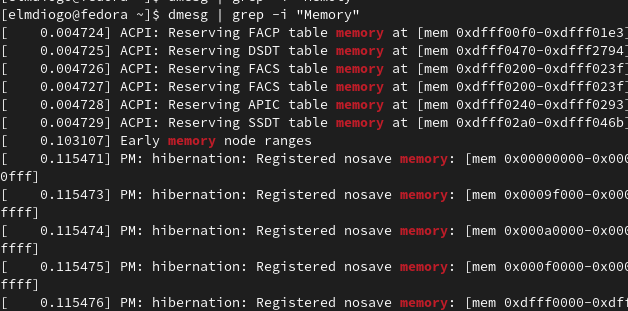 [elmdiogo@fedora ~]$ dmesg | grep -i "Memory"
[    0.004724] ACPI: Reserving FACP table memory at [mem 0xdfff00f0-0xdfff01e3]
[    0.004725] ACPI: Reserving DSDT table memory at [mem 0xdfff0470-0xdfff2794]
[    0.004726] ACPI: Reserving FACS table memory at [mem 0xdfff0200-0xdfff023f]
[    0.004727] ACPI: Reserving FACS table memory at [mem 0xdfff0200-0xdfff023f]
[    0.004728] ACPI: Reserving APIC table memory at [mem 0xdfff0240-0xdfff0293]
[    0.004729] ACPI: Reserving SSDT table memory at [mem 0xdfff02a0-0xdfff046b]
[    0.103107] Early memory node ranges
[    0.115471] PM: hibernation: Registered nosave memory: [mem 0x00000000-0x000
0fff]
[    0.115473] PM: hibernation: Registered nosave memory: [mem 0x0009f000-0x000
ffff]
[    0.115474] PM: hibernation: Registered nosave memory: [mem 0x000a0000-0x000
ffff]
[    0.115475] PM: hibernation: Registered nosave memory: [mem 0x000f0000-0x000
ffff]
[    0.115476] PM: hibernation: Registered nosave memory: [mem 0xdfff0000-0xdff